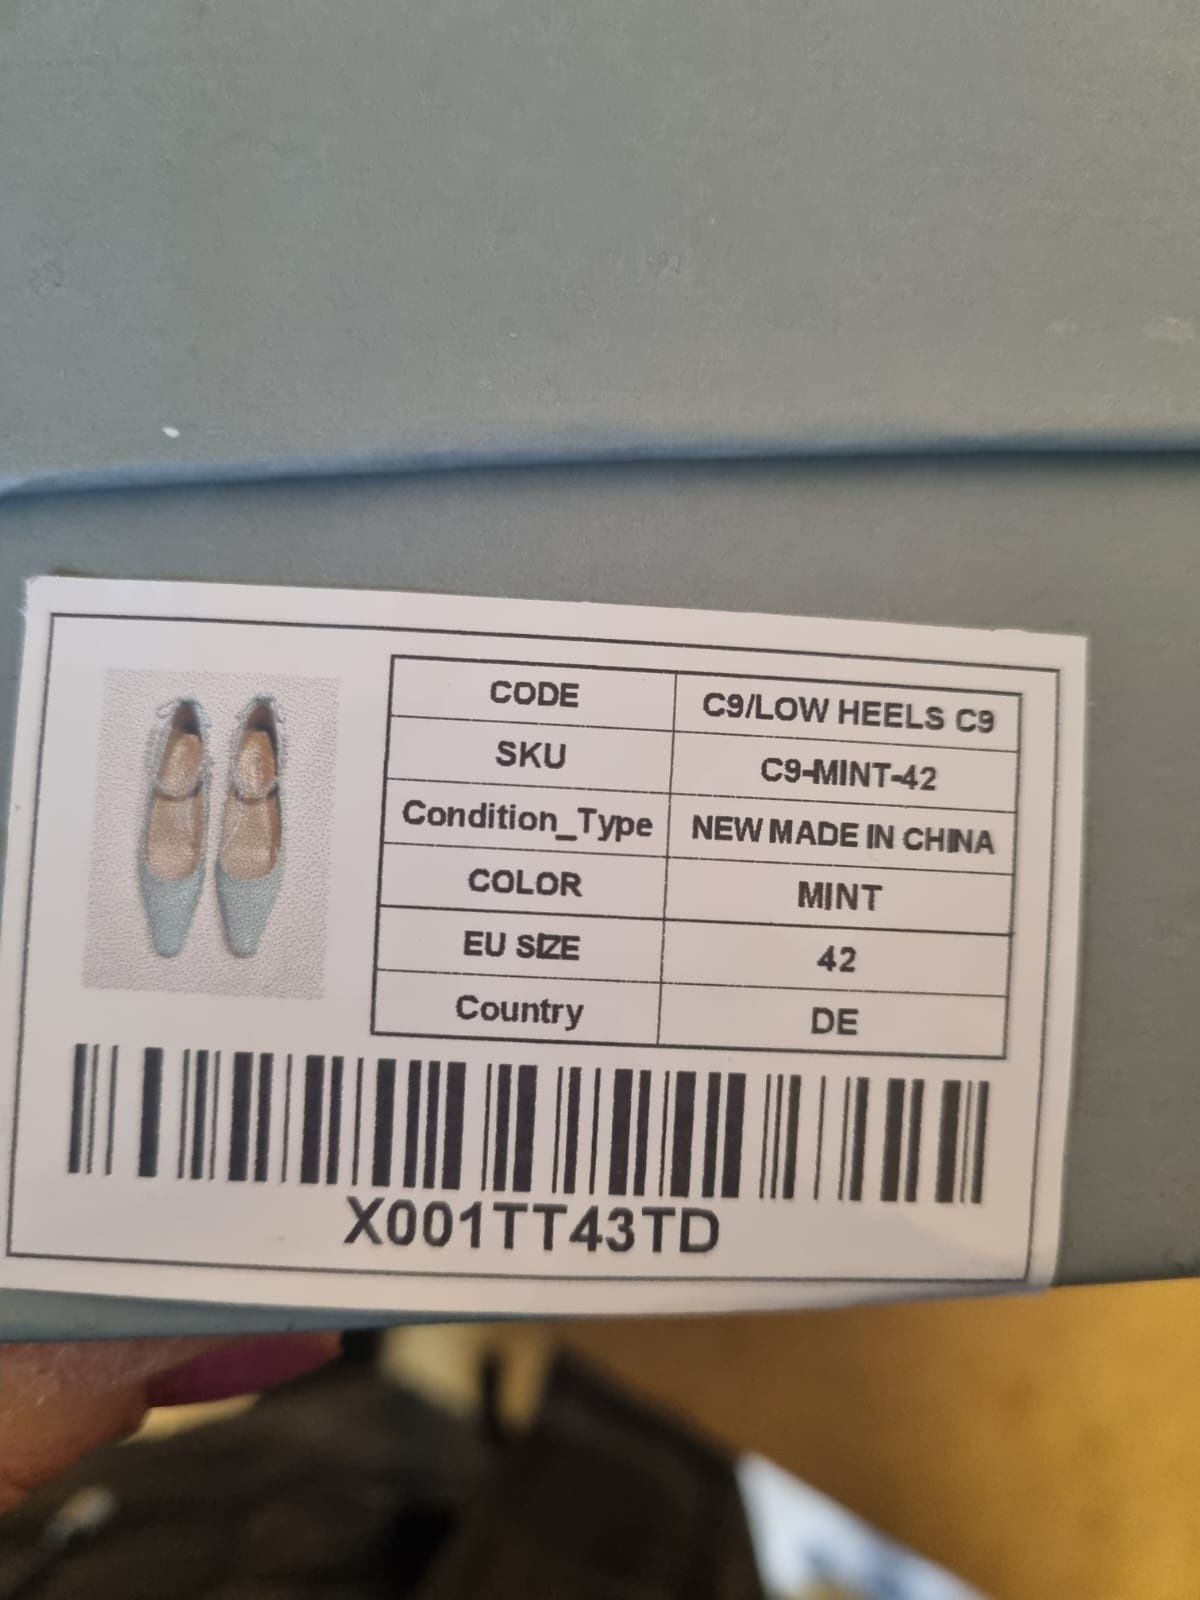 CODE C9/LOW HEELS C9
SKU C9-MINT-42
Condition_Type NEW MADE IN CHINA
COLOR MINT
EU SIZE 42
Country DE
X001TT43TD